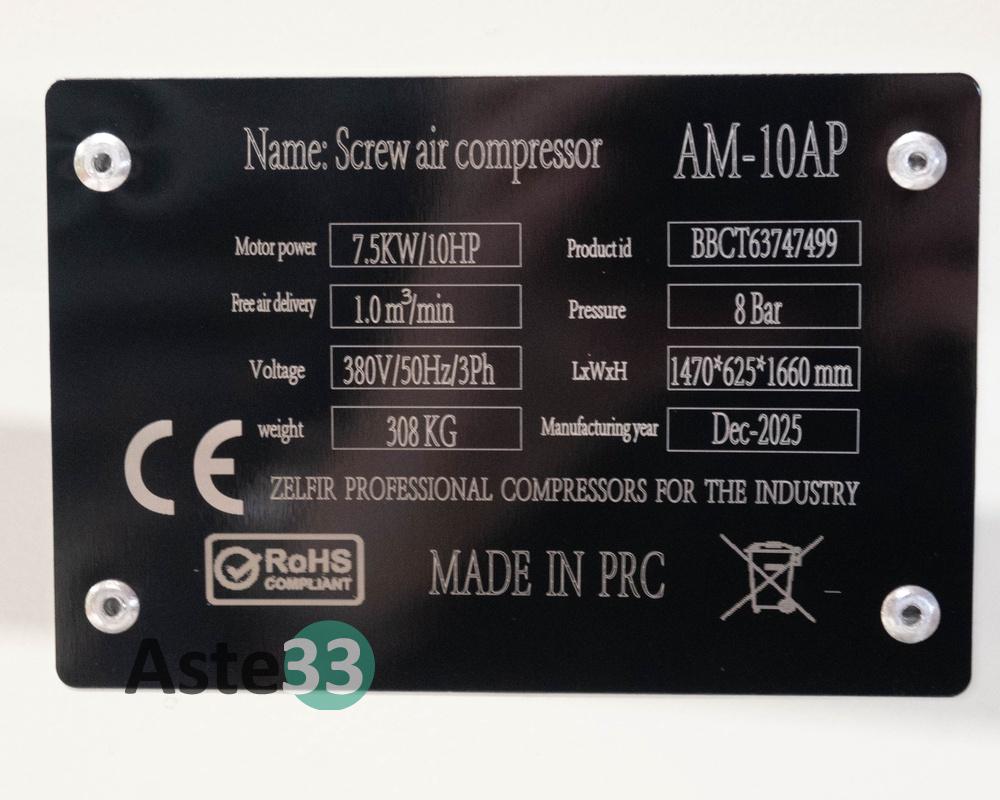 Name: Screw air compressor AM-10AP
Motor power 7.5KW/10HP Product id BBCT63747499
Free air delivery 1.0 m³/min Pressure 8 Bar
Voltage 380V/50Hz/3Ph LxWxH 1470*625*1660 mm
weight 308 KG Manufacturing year Dec-2025
CE
ZELFIR PROFESSIONAL COMPRESSORS FOR THE INDUSTRY
RoHS
COMPLIANT
MADE IN PRC
Aste33